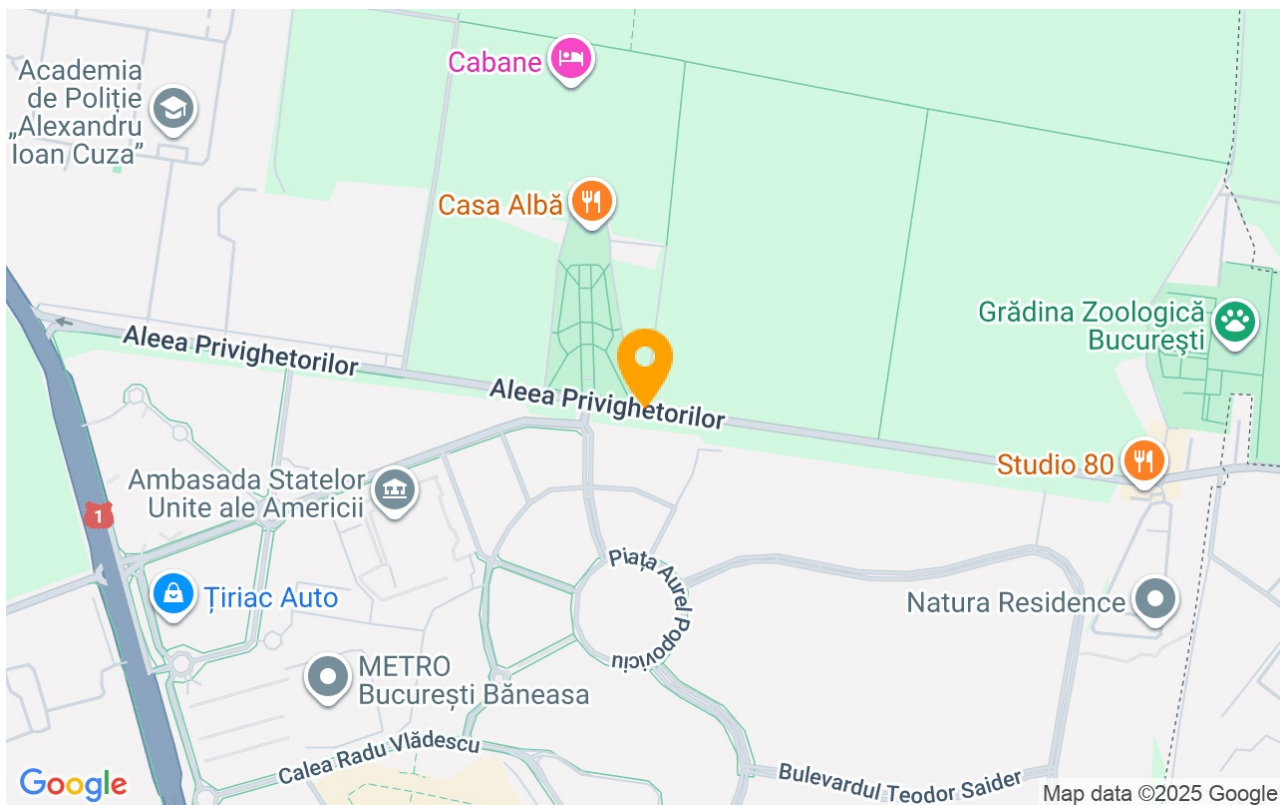 Cabane
Academia
de Poliție
„Alexandru
Ioan Cuza”
Casa Albă
Grădina Zoologică
București
Aleea Privighetorilor
Aleea Privighetorilor
Studio 80
Ambasada Statelor
Unite ale Americii
1
Piața Aurel Popoviciu
Țiriac Auto
Natura Residence
METRO
București Băneasa
Calea Radu Vlădescu
Bulevardul Teodor Saider
Google
Map data ©2025 Google